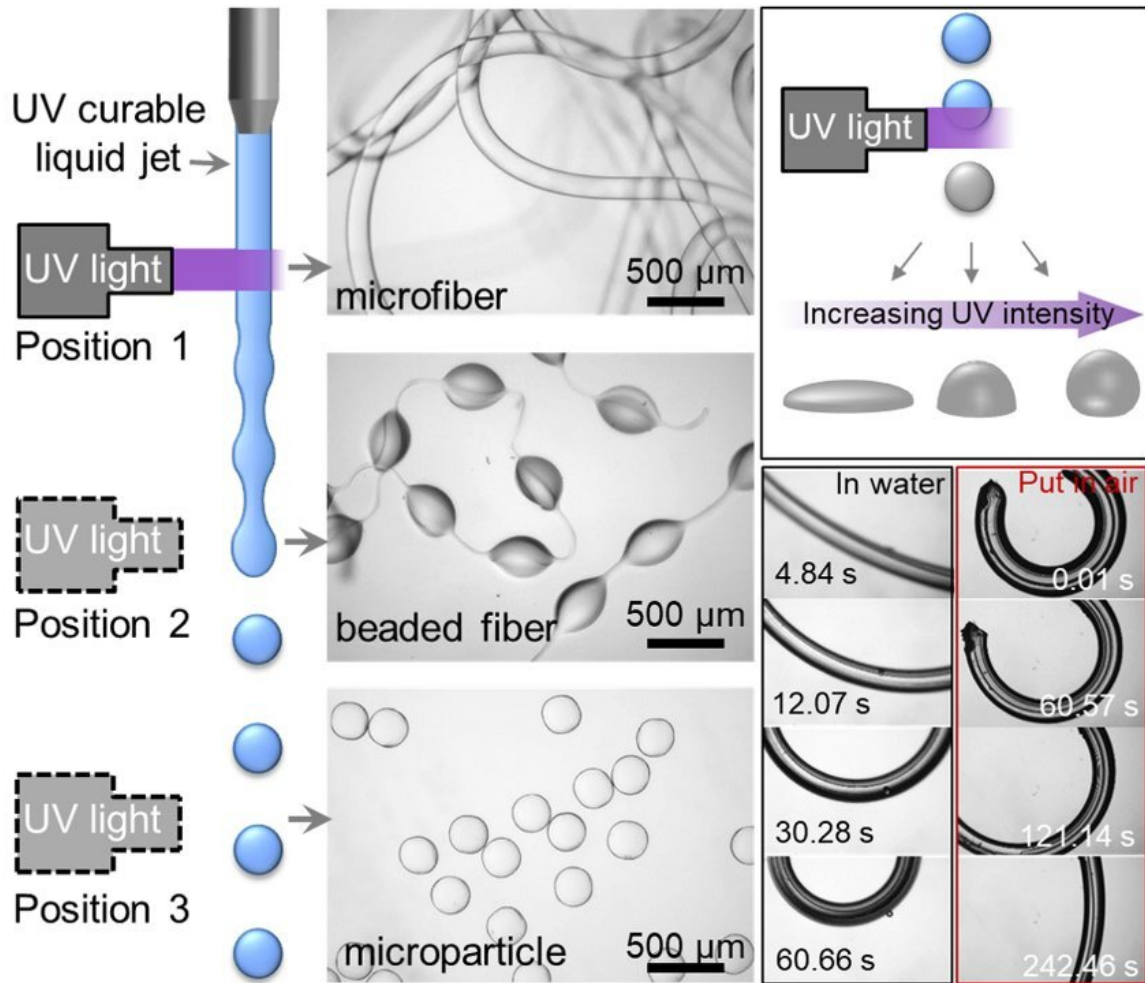 UV curable
liquid jet
UV light
Position 1
UV light
Position 2
UV light
Position 3
500 µm
microfiber
500 µm
beaded fiber
500 µm
microparticle
UV light
Increasing UV intensity
In water
4.84 s
12.07 s
30.28 s
60.66 s
Put in air
0.01 s
60.57 s
121.14 s
242.46 s